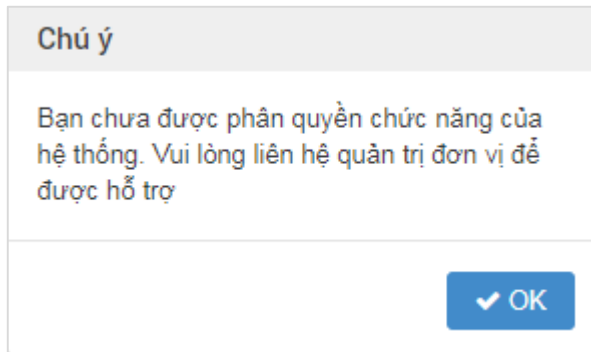 Chú ý
Bạn chưa được phân quyền chức năng của
hệ thống. Vui lòng liên hệ quản trị đơn vị để
được hỗ trợ
OK